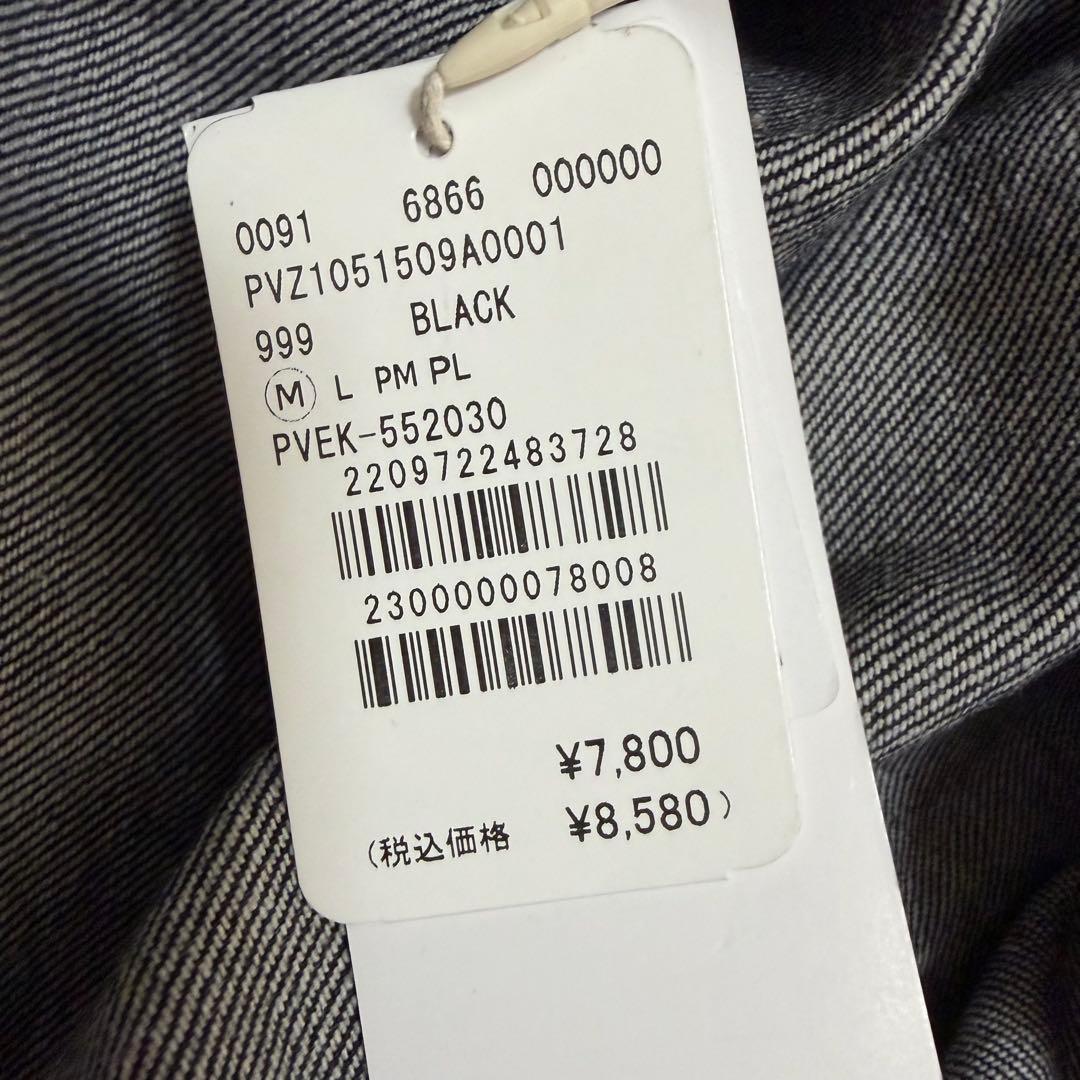 0091 6866 000000
PVZ1051509A0001
999 BLACK
M L PM PL
PVEK-552030
2209722483728
2300000078008
¥7,800
(税込価格 ¥8,580)